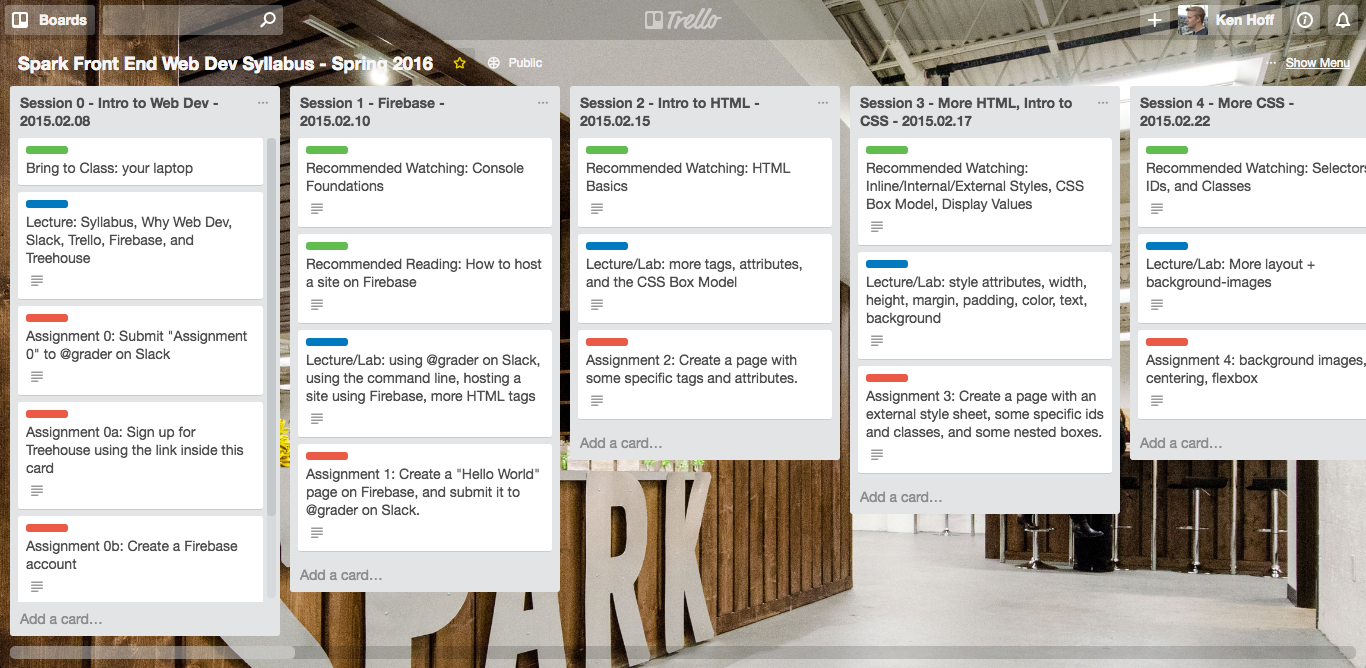 Boards
Trello
Ken Hoff
Spark Front End Web Dev Syllabus - Spring 2016
Public
Show Menu
Session 0 - Intro to Web Dev -
2015.02.08
Bring to Class: your laptop
Lecture: Syllabus, Why Web Dev,
Slack, Trello, Firebase, and
Treehouse
Assignment 0: Submit "Assignment
0" to @grader on Slack
Assignment 0a: Sign up for
Treehouse using the link inside this
card
Assignment 0b: Create a Firebase
account
Add a card…
Session 1 - Firebase -
2015.02.10
Recommended Watching: Console
Foundations
Recommended Reading: How to host
a site on Firebase
Lecture/Lab: using @grader on Slack,
using the command line, hosting a
site using Firebase, more HTML tags
Assignment 1: Create a "Hello World"
page on Firebase, and submit it to
@grader on Slack.
Add a card…
Session 2 - Intro to HTML -
2015.02.15
Recommended Watching: HTML
Basics
Lecture/Lab: more tags, attributes,
and the CSS Box Model
Assignment 2: Create a page with
some specific tags and attributes.
Add a card…
Session 3 - More HTML, Intro to
CSS - 2015.02.17
Recommended Watching:
Inline/Internal/External Styles, CSS
Box Model, Display Values
Lecture/Lab: style attributes, width,
height, margin, padding, color, text,
background
Assignment 3: Create a page with an
external style sheet, some specific ids
and classes, and some nested boxes.
Add a card…
Session 4 - More CSS -
2015.02.22
Recommended Watching: Selectors
IDs, and Classes
Lecture/Lab: More layout +
background-images
Assignment 4: background images,
centering, flexbox
Add a card…
PARK